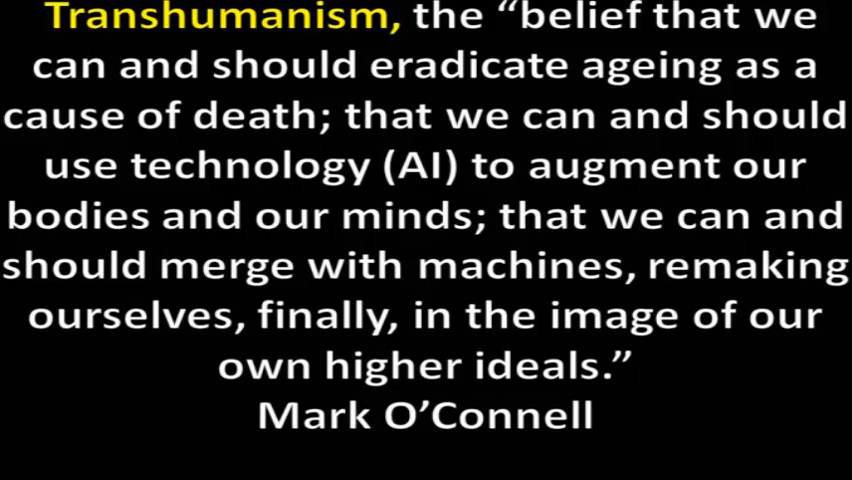 Transhumanism, the “belief that we
can and should eradicate ageing as a
cause of death; that we can and should
use technology (AI) to augment our
bodies and our minds; that we can and
should merge with machines, remaking
ourselves, finally, in the image of our
own higher ideals.”
Mark O’Connell